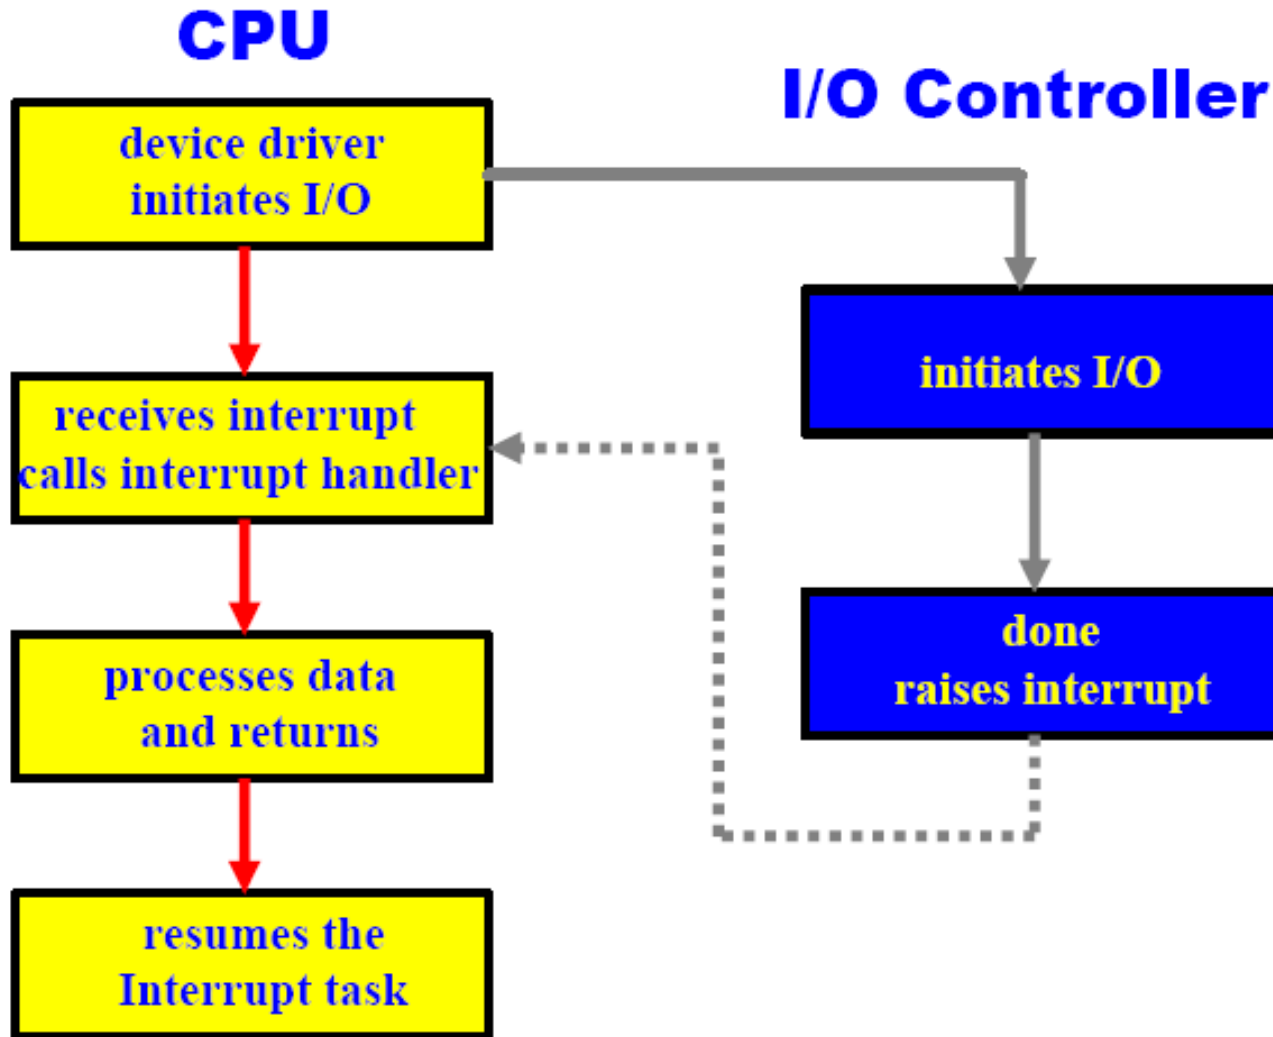 CPU
I/O Controller
device driver
initiates I/O
initiates I/O
receives interrupt
calls interrupt handler
done
raises interrupt
processes data
and returns
resumes the
Interrupt task